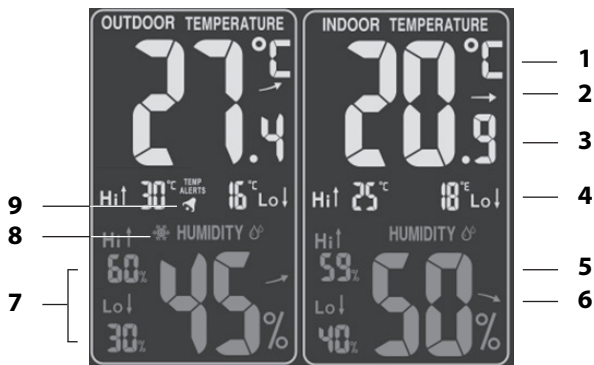 OUTDOOR TEMPERATURE
27.4 °C
Hi 30 °C TEMP ALERTS 16 °C Lo
Hi HUMIDITY
60%
Lo
30%
45%
INDOOR TEMPERATURE
20.9 °C
Hi 25 °C 18 °E Lo
Hi HUMIDITY
59%
Lo
40%
50%
1
2
3
4
5
6
7
8
9